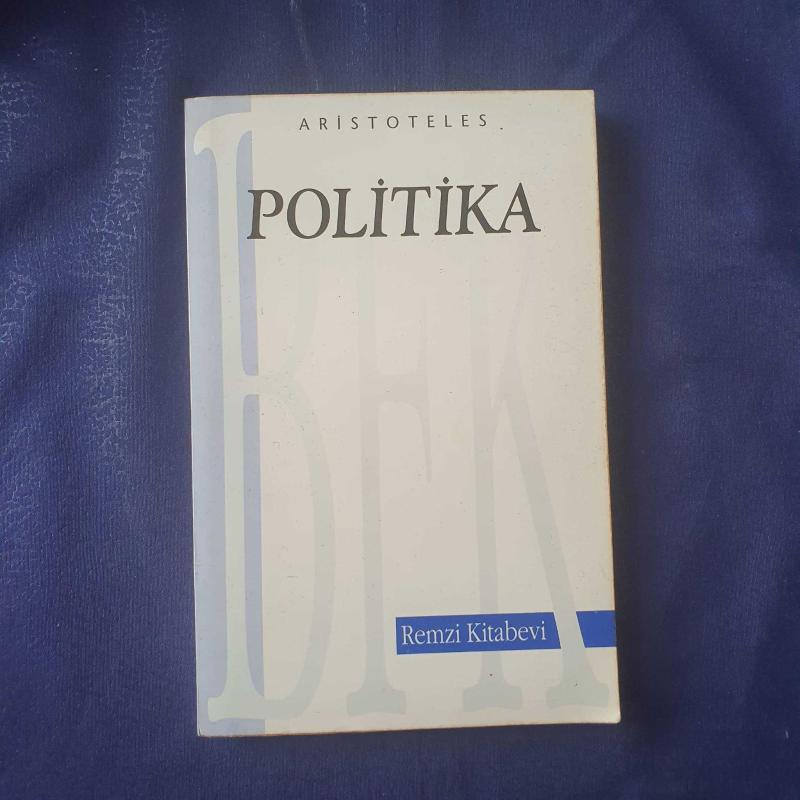 ARİSTOTELES
POLİTİKA
BFK
Remzi Kitabevi